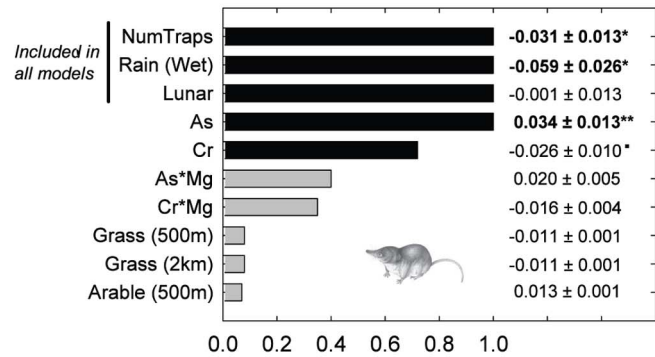 Included in
all models
NumTraps -0.031 ± 0.013*
Rain (Wet) -0.059 ± 0.026*
Lunar -0.001 ± 0.013
As 0.034 ± 0.013**
Cr -0.026 ± 0.010▪
As*Mg 0.020 ± 0.005
Cr*Mg -0.016 ± 0.004
Grass (500m) -0.011 ± 0.001
Grass (2km) -0.011 ± 0.001
Arable (500m) 0.013 ± 0.001
0.0 0.2 0.4 0.6 0.8 1.0